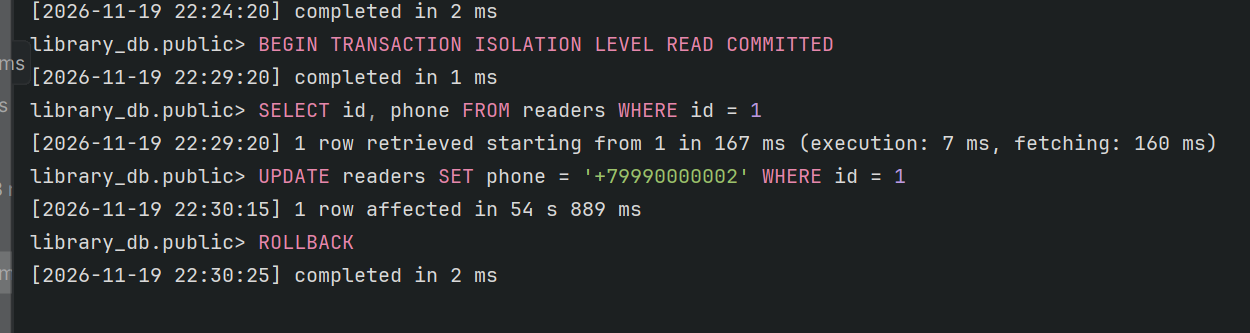 [2026-11-19 22:24:20] completed in 2 ms
library_db.public> BEGIN TRANSACTION ISOLATION LEVEL READ COMMITTED
ms
[2026-11-19 22:29:20] completed in 1 ms
s
library_db.public> SELECT id, phone FROM readers WHERE id = 1
[2026-11-19 22:29:20] 1 row retrieved starting from 1 in 167 ms (execution: 7 ms, fetching: 160 ms)
library_db.public> UPDATE readers SET phone = '+79990000002' WHERE id = 1
[2026-11-19 22:30:15] 1 row affected in 54 s 889 ms
library_db.public> ROLLBACK
[2026-11-19 22:30:25] completed in 2 ms